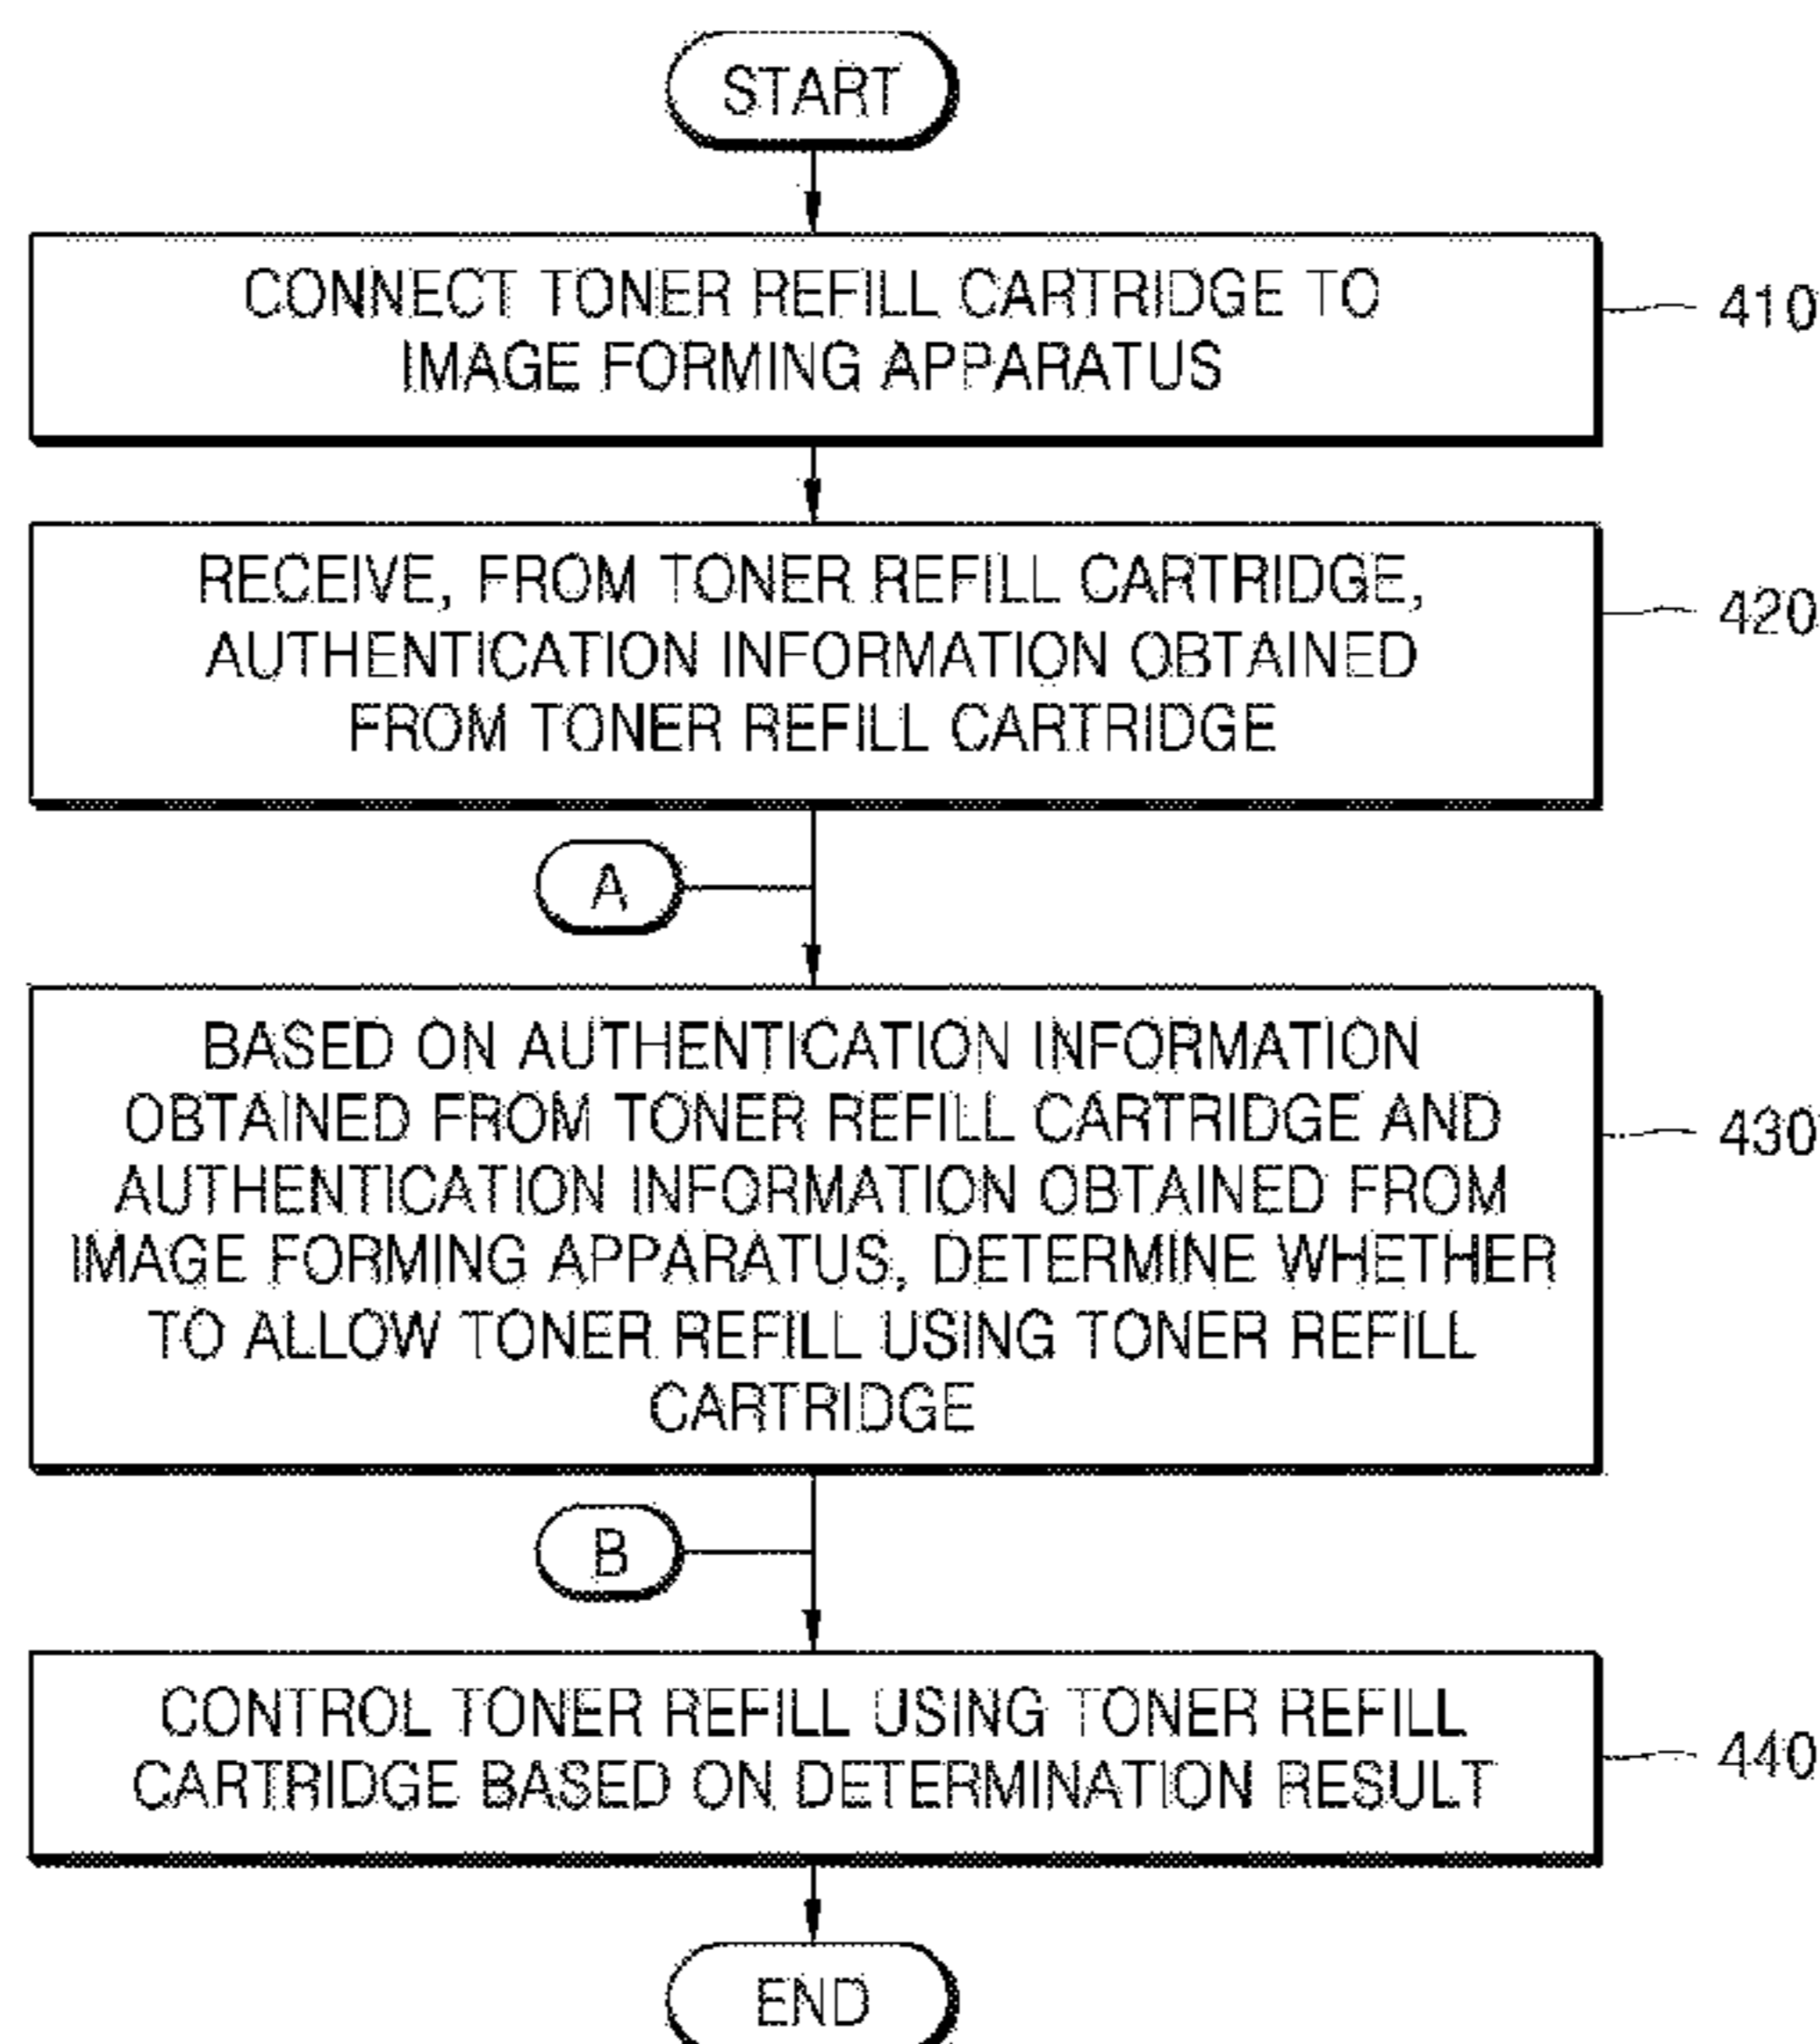 START
CONNECT TONER REFILL CARTRIDGE TO
IMAGE FORMING APPARATUS
410
RECEIVE, FROM TONER REFILL CARTRIDGE,
AUTHENTICATION INFORMATION OBTAINED
FROM TONER REFILL CARTRIDGE
420
A
BASED ON AUTHENTICATION INFORMATION
OBTAINED FROM TONER REFILL CARTRIDGE AND
AUTHENTICATION INFORMATION OBTAINED FROM
IMAGE FORMING APPARATUS, DETERMINE WHETHER
TO ALLOW TONER REFILL USING TONER REFILL
CARTRIDGE
430
B
CONTROL TONER REFILL USING TONER REFILL
CARTRIDGE BASED ON DETERMINATION RESULT
440
END